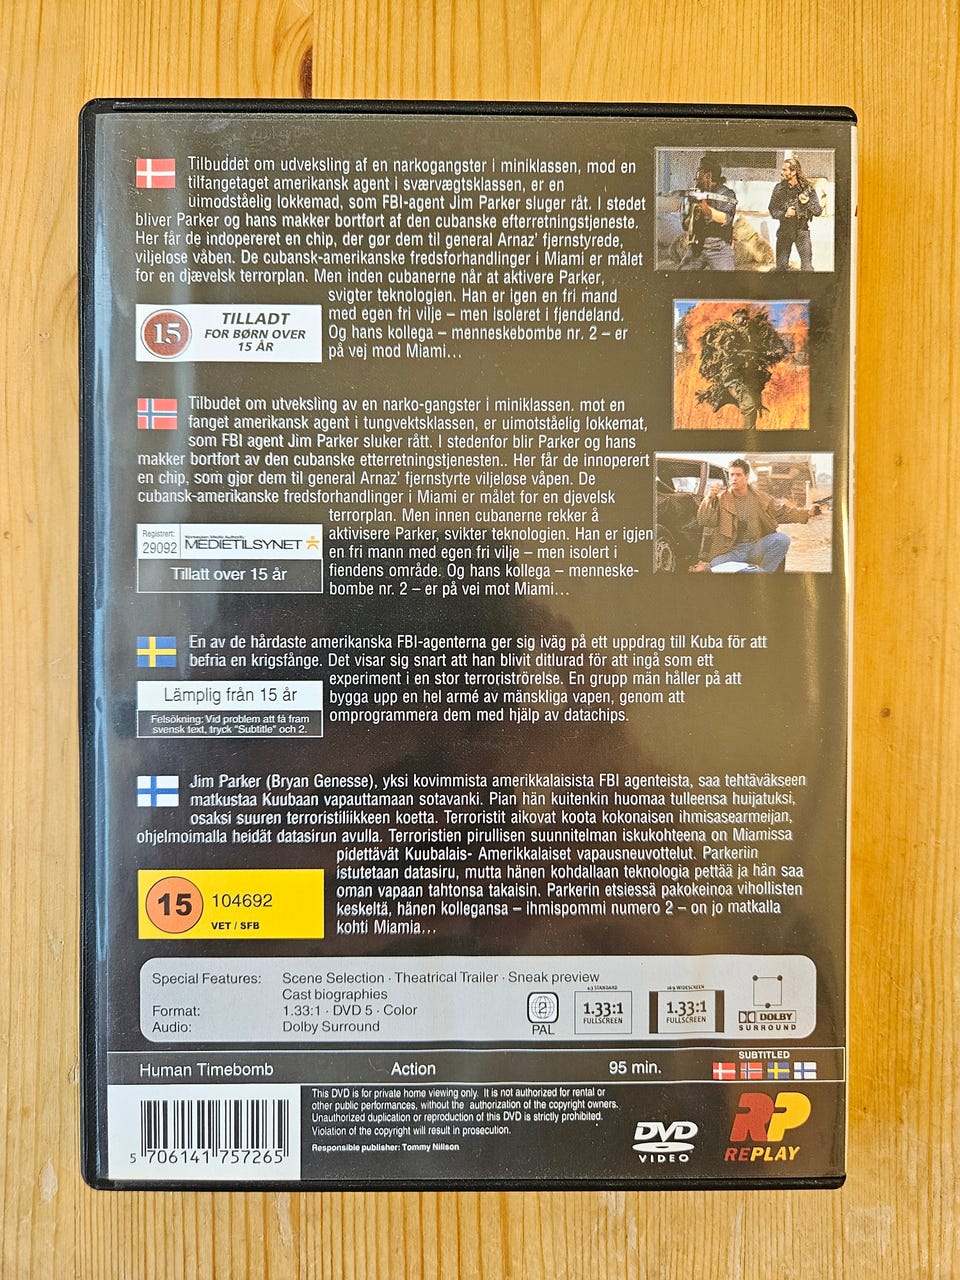 Tilbuddet om udveksling af en narkogangster i miniklassen, mod en
tilfangetaget amerikansk agent i sværvægtsklassen, er en
uimodståelig lokkemad, som FBI-agent Jim Parker sluger råt. I stedet
bliver Parker og hans makker bortført af den cubanske efterretningstjeneste.
Her får de indopereret en chip, der gør dem til general Arnaz' fjernstyrede,
viljeløse våben. De cubansk-amerikanske fredsforhandlinger i Miami er målet
for en djævelsk terrorplan. Men inden cubanerne når at aktivere Parker,
svigter teknologien. Han er igen en fri mand
med egen fri vilje – men isoleret i fjendeland.
Og hans kollega – menneskebombe nr. 2 – er
på vej mod Miami...
15
TILLADT
FOR BØRN OVER
15 ÅR
Tilbudet om utveksling av en narko-gangster i miniklassen. mot en
fanget amerikansk agent i tungvektsklassen, er uimotståelig lokkemat,
som FBI agent Jim Parker sluker rått. I stedenfor blir Parker og hans
makker bortført av den cubanske etterretningstjenesten.. Her får de innoperert
en chip, som gjor dem til general Arnaz' fjernstyrte viljeløse våpen. De
cubansk-amerikanske fredsforhandlinger i Miami er målet for en djevelsk
terrorplan. Men innen cubanerne rekker å
aktivisere Parker, svikter teknologien. Han er igjen
en fri mann med egen fri vilje – men isolert i
fiendens område. Og hans kollega – menneske-
bombe nr. 2 – er på vei mot Miami...
Registrert:
29092
Norwegian Media Authority
MEDIETILSYNET
Tillatt over 15 år
En av de hårdaste amerikanska FBI-agenterna ger sig iväg på ett uppdrag till Kuba för att
befria en krigsfånge. Det visar sig snart att han blivit ditlurad för att ingå som ett
experiment i en stor terroriströrelse. En grupp män håller på att
bygga upp en hel armé av mänskliga vapen, genom att
omprogrammera dem med hjälp av datachips.
Lämplig från 15 år
Felsökning: Vid problem att få fram
svensk text, tryck "Subtitle" och 2.
Jim Parker (Bryan Genesse), yksi kovimmista amerikkalaisista FBI agenteista, saa tehtäväkseen
matkustaa Kuubaan vapauttamaan sotavanki. Pian hän kuitenkin huomaa tulleensa huijatuksi,
osaksi suuren terroristiliikkeen koetta. Terroristit aikovat koota kokonaisen ihmisasearmeijan,
ohjelmoimalla heidät datasirun avulla. Terroristien pirullisen suunnitelman iskukohteena on Miamissa
pidettävät Kuubalais- Amerikkalaiset vapausneuvottelut. Parkeriin
istutetaan datasiru, mutta hänen kohdallaan teknologia pettää ja hän saa
oman vapaan tahtonsa takaisin. Parkerin etsiessä pakokeinoa vihollisten
keskeltä, hänen kollegansa – ihmispommi numero 2 – on jo matkalla
kohti Miamia...
15
104692
VET / SFB
Special Features: Scene Selection · Theatrical Trailer · Sneak preview
Cast biographies
Format: 1.33:1 · DVD 5 · Color
Audio: Dolby Surround
2
PAL
4:3 STANDARD
1.33:1
FULLSCREEN
16:9 WIDESCREEN
1.33:1
FULLSCREEN
DOLBY
SURROUND
Human Timebomb Action 95 min.
SUBTITLED
5 706141 757265
This DVD is for private home viewing only. It is not authorized for rental or
other public performances, without the authorization of the copyright owners.
Unauthorized duplication or reproduction of this DVD is strictly prohibited.
Violation of the copyright will result in prosecution.
Responsible publisher: Tommy Nillson
DVD
VIDEO
RP
REPLAY